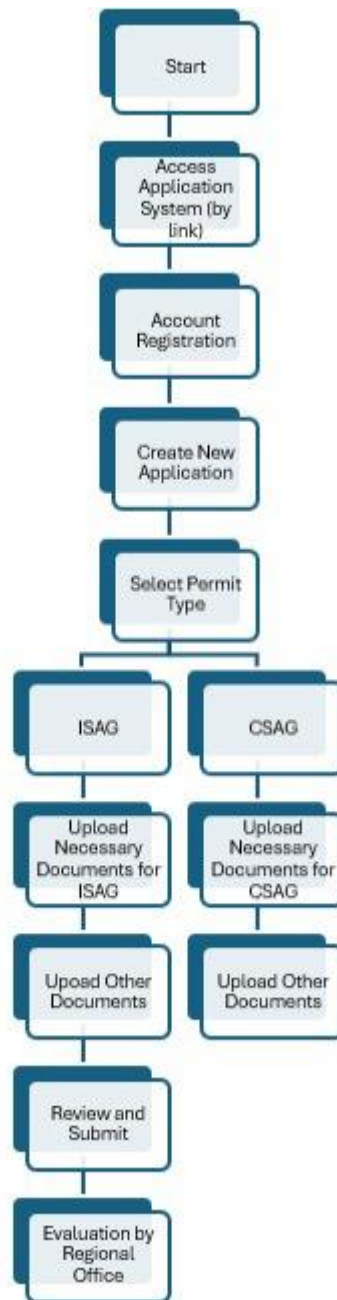 Start
Access
Application
System (by
link)
Account
Registration
Create New
Application
Select Permit
Type
ISAG
CSAG
Upload
Necessary
Documents for
ISAG
Upload
Necessary
Documents for
CSAG
Upoad Other
Documents
Upload Other
Documents
Review and
Submit
Evaluation by
Regional
Office